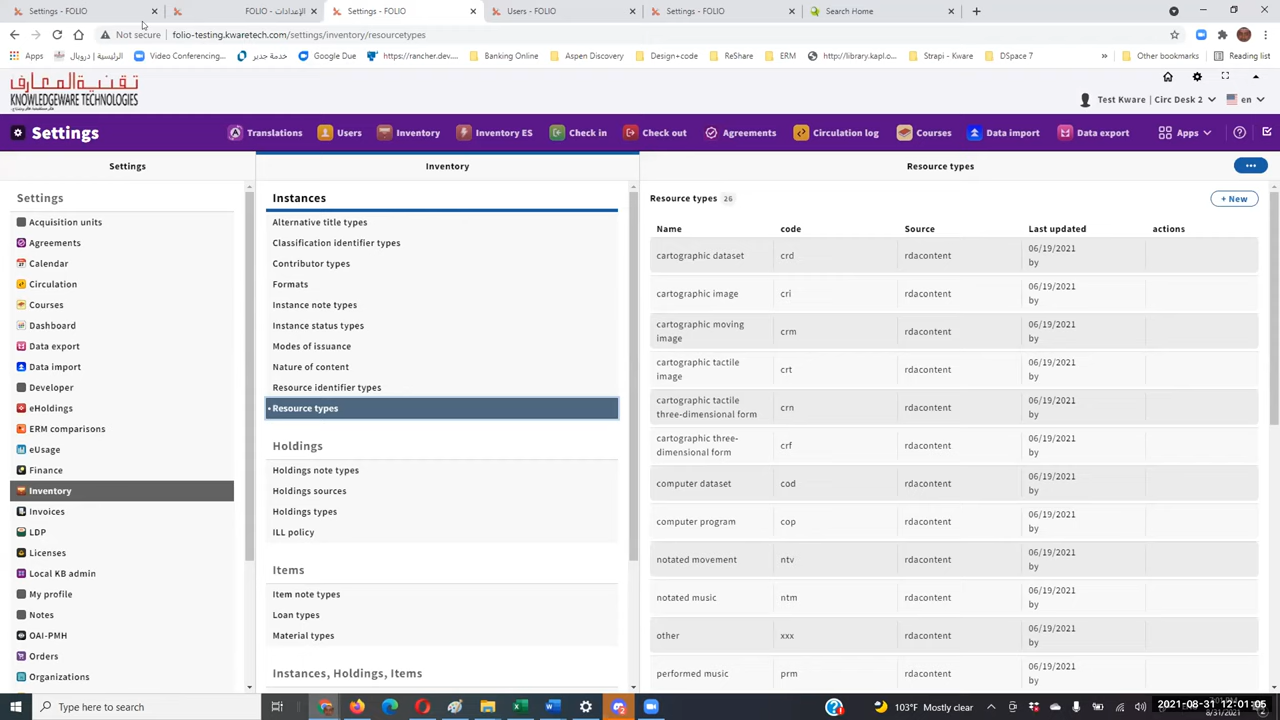 Settings - FOLIO
الإعدادات - FOLIO
Settings - FOLIO
Users - FOLIO
Settings - FOLIO
Search Home
Not secure
folio-testing.kwaretech.com/settings/inventory/resourcetypes
Apps
الرئيسية | دروبال
Video Conferencing...
خدمة جدير
Google Due
https://rancher.dev...
Banking Online
Aspen Discovery
Design+code
ReShare
ERM
http://library.kapl.o...
Strapi - Kware
DSpace 7
Other bookmarks
Reading list
تقنية المعارف
KNOWLEDGEWARE TECHNOLOGIES
Test Kware | Circ Desk 2
en
Settings
Translations
Users
Inventory
Inventory ES
Check in
Check out
Agreements
Circulation log
Courses
Data import
Data export
Apps
Settings
Inventory
Resource types
Settings
Acquisition units
Agreements
Calendar
Circulation
Courses
Dashboard
Data export
Data import
Developer
eHoldings
ERM comparisons
eUsage
Finance
Inventory
Invoices
LDP
Licenses
Local KB admin
My profile
Notes
OAI-PMH
Orders
Organizations
Instances
Alternative title types
Classification identifier types
Contributor types
Formats
Instance note types
Instance status types
Modes of issuance
Nature of content
Resource identifier types
Resource types
Holdings
Holdings note types
Holdings sources
Holdings types
ILL policy
Items
Item note types
Loan types
Material types
Instances, Holdings, Items
Resource types 26
+ New
Name code Source Last updated actions
cartographic dataset crd rdacontent 06/19/2021 by
cartographic image cri rdacontent 06/19/2021 by
cartographic moving image crm rdacontent 06/19/2021 by
cartographic tactile image crt rdacontent 06/19/2021 by
cartographic tactile three-dimensional form crn rdacontent 06/19/2021 by
cartographic three-dimensional form crf rdacontent 06/19/2021 by
computer dataset cod rdacontent 06/19/2021 by
computer program cop rdacontent 06/19/2021 by
notated movement ntv rdacontent 06/19/2021 by
notated music ntm rdacontent 06/19/2021 by
other xxx rdacontent 06/19/2021 by
performed music prm rdacontent 06/19/2021 by
Type here to search
103°F Mostly clear
2021-08-31 12:01:05
8/31/2021